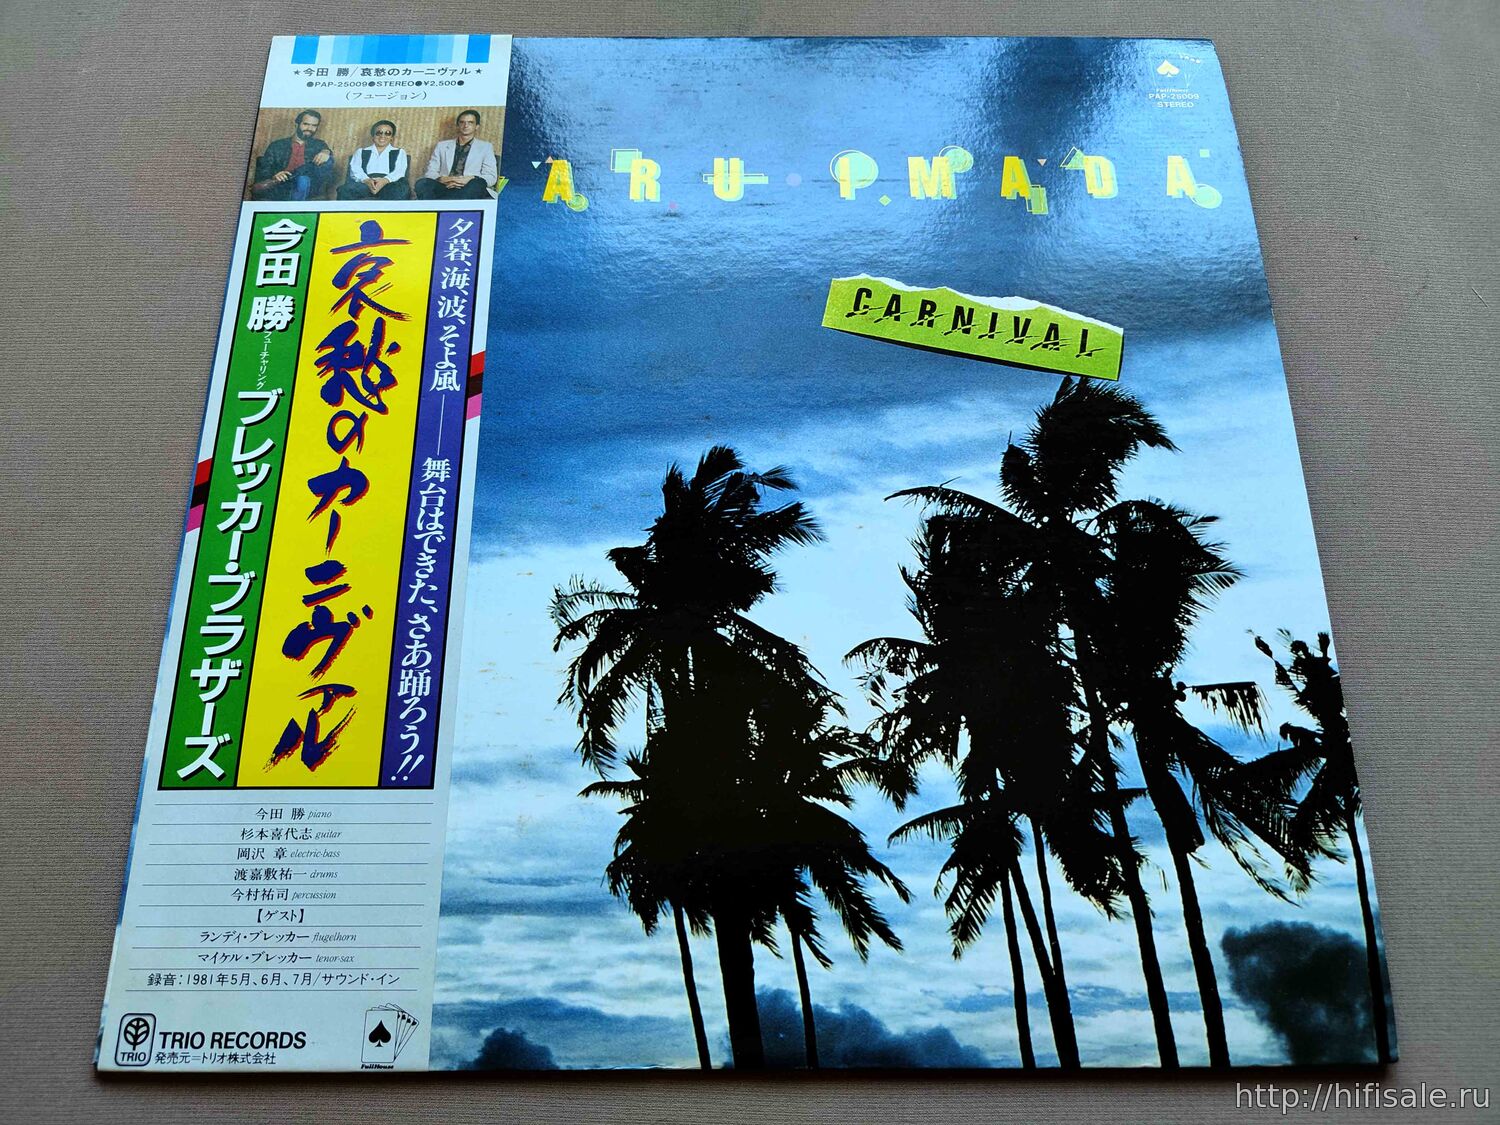 ★今田 勝/哀愁のカーニヴァル★
●PAP-25009●STEREO●¥2,500●
(フュージョン)
夕暮、海、波、そよ風——舞台はできた、さあ踊ろう!!
哀愁のカーニヴァル
今田 勝
フューチャリング
ブレッカー・ブラザーズ
今田 勝 piano
杉本喜代志 guitar
岡沢 章 electric-bass
渡嘉敷祐一 drums
今村祐司 percussion
【ゲスト】
ランディ・ブレッカー flugelhorn
マイケル・ブレッカー tenor-sax
録音:1981年5月、6月、7月/サウンド・イン
TRIO
TRIO RECORDS
発売元=トリオ株式会社
FullHouse
FullHouse
PAP-25009
STEREO
ARU IMADA
CARNIVAL
http://hifisale.ru